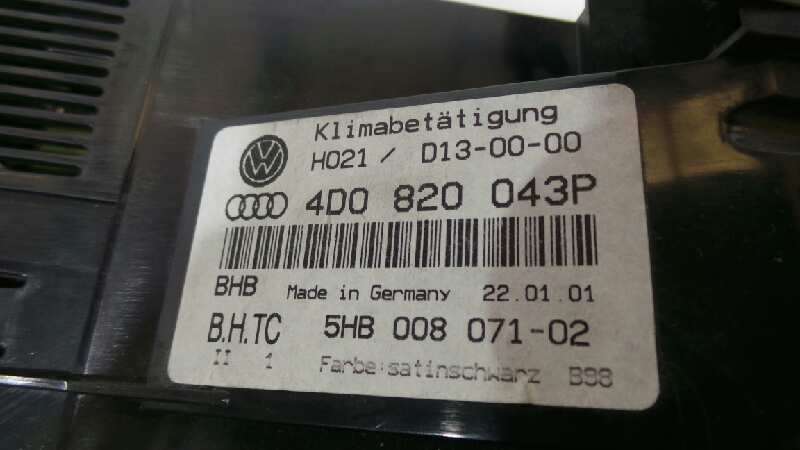 Klimabetätigung
H021 / D13-00-00
4D0 820 043P
BHB Made in Germany 22.01.01
B.H.TC 5HB 008 071-02
II 1 Farbe:satinschwarz B98